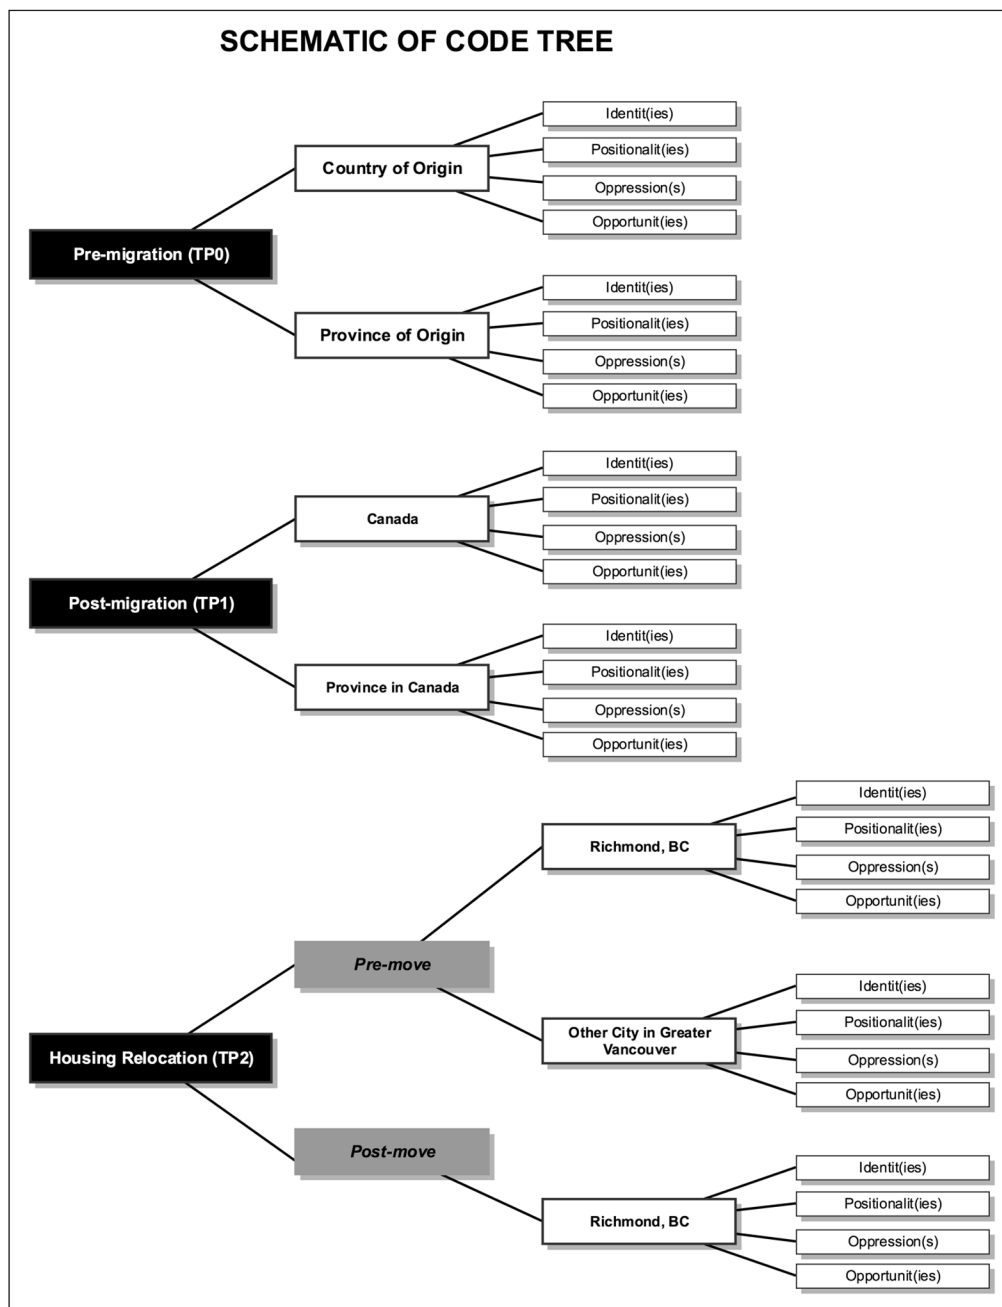 SCHEMATIC OF CODE TREE
Pre-migration (TP0)
Country of Origin
Identit(ies)
Positionalit(ies)
Oppression(s)
Opportunit(ies)
Province of Origin
Identit(ies)
Positionalit(ies)
Oppression(s)
Opportunit(ies)
Post-migration (TP1)
Canada
Identit(ies)
Positionalit(ies)
Oppression(s)
Opportunit(ies)
Province in Canada
Identit(ies)
Positionalit(ies)
Oppression(s)
Opportunit(ies)
Housing Relocation (TP2)
Pre-move
Richmond, BC
Identit(ies)
Positionalit(ies)
Oppression(s)
Opportunit(ies)
Other City in Greater
Vancouver
Identit(ies)
Positionalit(ies)
Oppression(s)
Opportunit(ies)
Post-move
Richmond, BC
Identit(ies)
Positionalit(ies)
Oppression(s)
Opportunit(ies)